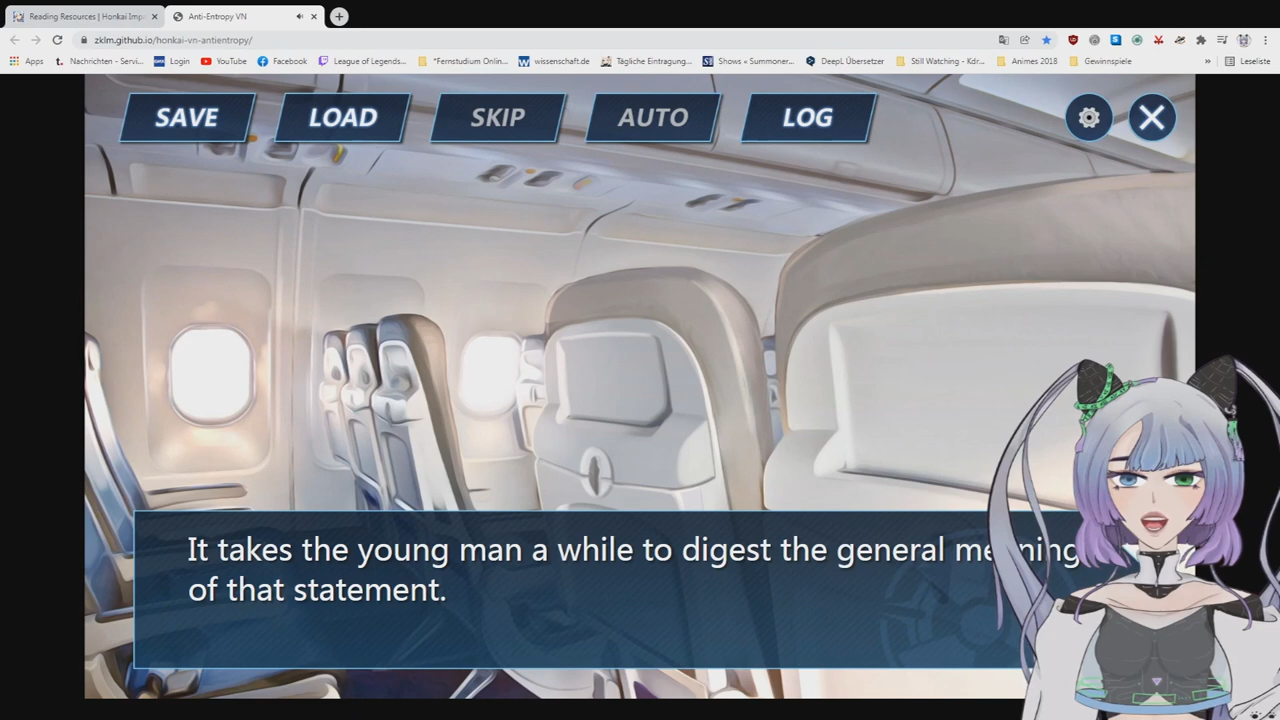 Reading Resources | Honkai Imp
Anti-Entropy VN
zklm.github.io/honkai-vn-antientropy/
Apps
Nachrichten - Servi...
Login
YouTube
Facebook
League of Legends...
*Fernstudium Onlin...
wissenschaft.de
Tägliche Eintragung...
Shows « Summoner...
DeepL Übersetzer
Still Watching - Kdr...
Animes 2018
Gewinnspiele
»
Leseliste
SAVE LOAD SKIP AUTO LOG
It takes the young man a while to digest the general meaning
of that statement.